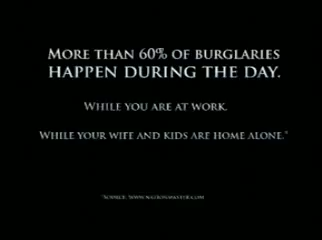 MORE THAN 60% OF BURGLARIES
HAPPEN DURING THE DAY.
WHILE YOU ARE AT WORK.
WHILE YOUR WIFE AND KIDS ARE HOME ALONE.*
*SOURCE: WWW.NATIONMASTER.COM